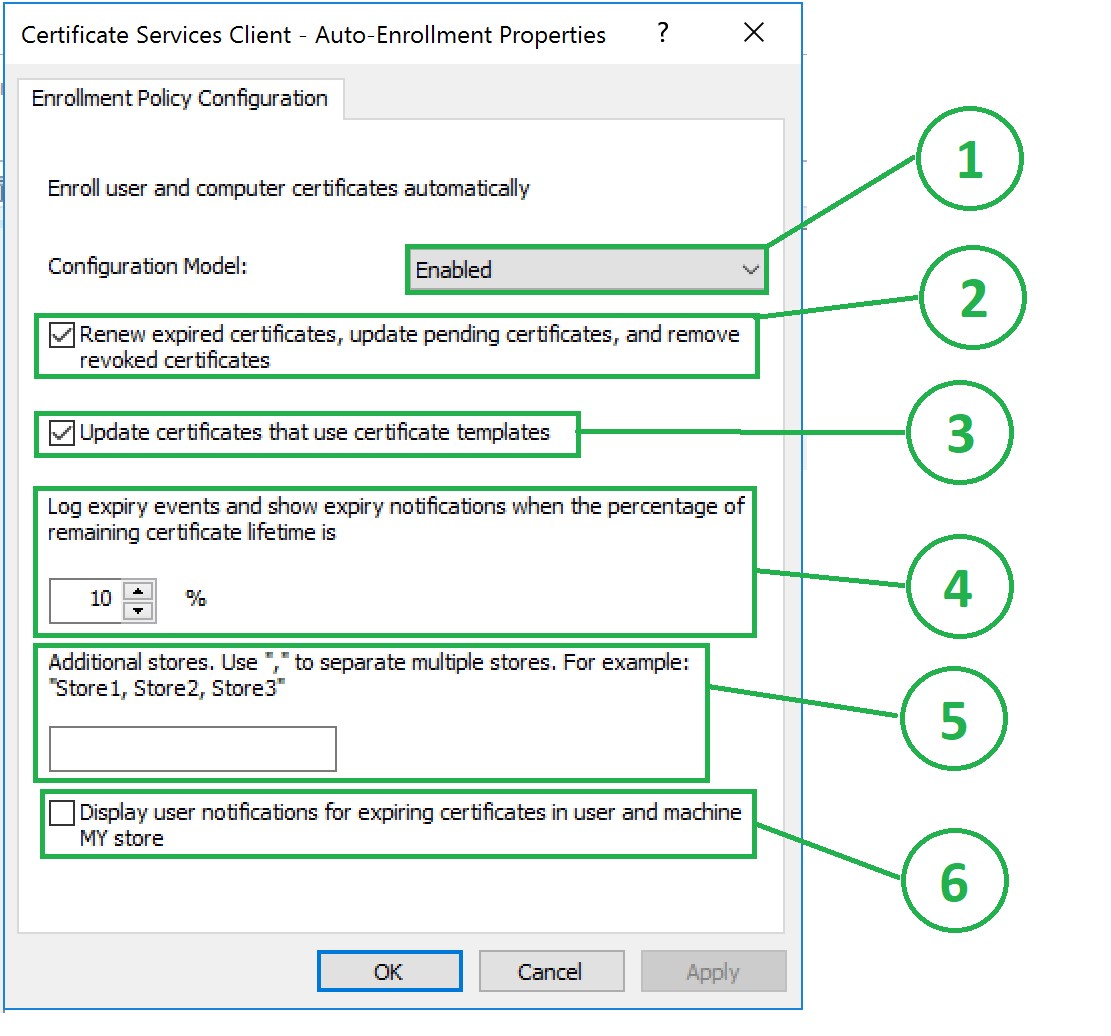 Certificate Services Client - Auto-Enrollment Properties ?
Enrollment Policy Configuration
Enroll user and computer certificates automatically
1
Configuration Model: Enabled
2
Renew expired certificates, update pending certificates, and remove
revoked certificates
Update certificates that use certificate templates
3
Log expiry events and show expiry notifications when the percentage of
remaining certificate lifetime is
10 %
4
Additional stores. Use "," to separate multiple stores. For example:
"Store1, Store2, Store3"
5
Display user notifications for expiring certificates in user and machine
MY store
6
OK Cancel Apply